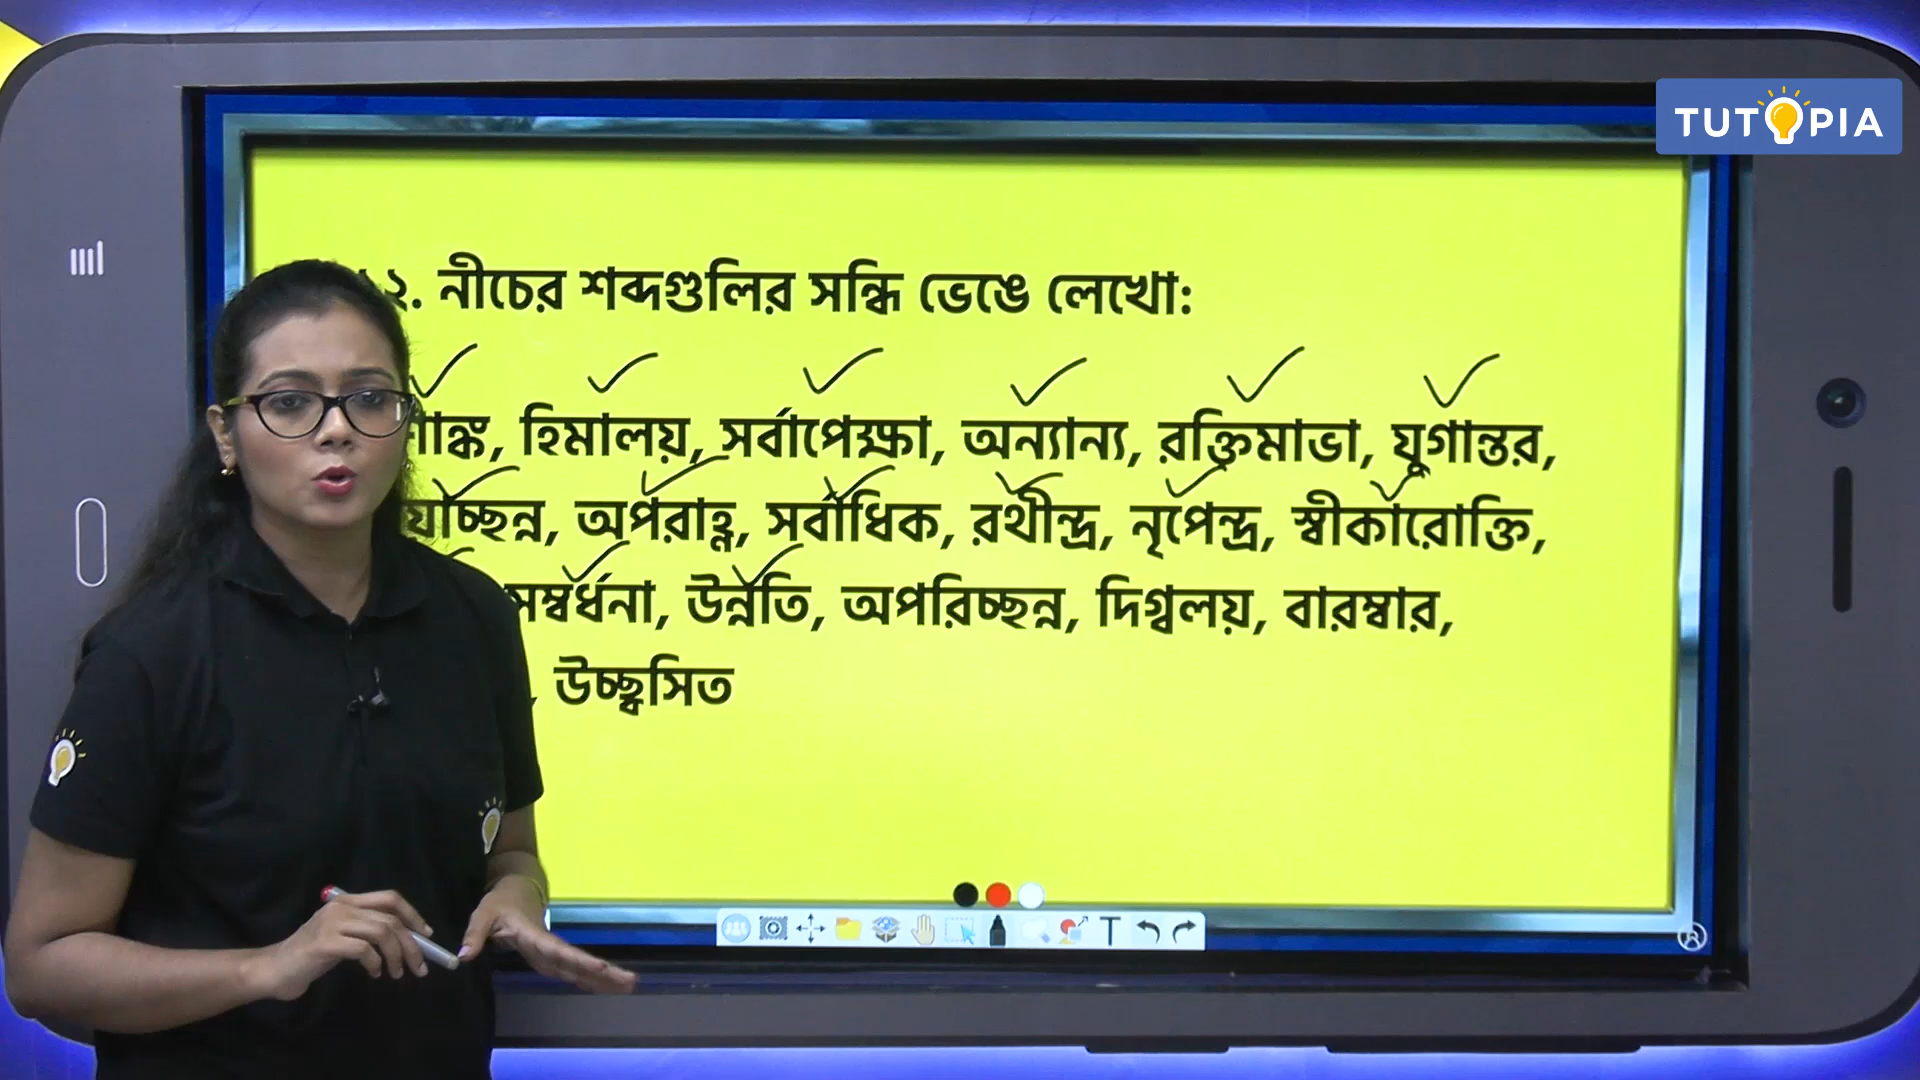 TUTOPIA
২. নীচের শব্দগুলির সন্ধি ভেঙে লেখো:
হিমালয়, সর্বাপেক্ষা, অন্যান্য, রক্তিমাভা, যুগান্তর,
অপরাহ্ণ, সর্বাধিক, রথীন্দ্র, নৃপেন্দ্র, স্বীকারোক্তি,
সম্বর্ধনা, উন্নতি, অপরিচ্ছন্ন, দিগ্বলয়, বারম্বার,
উচ্ছ্বসিত